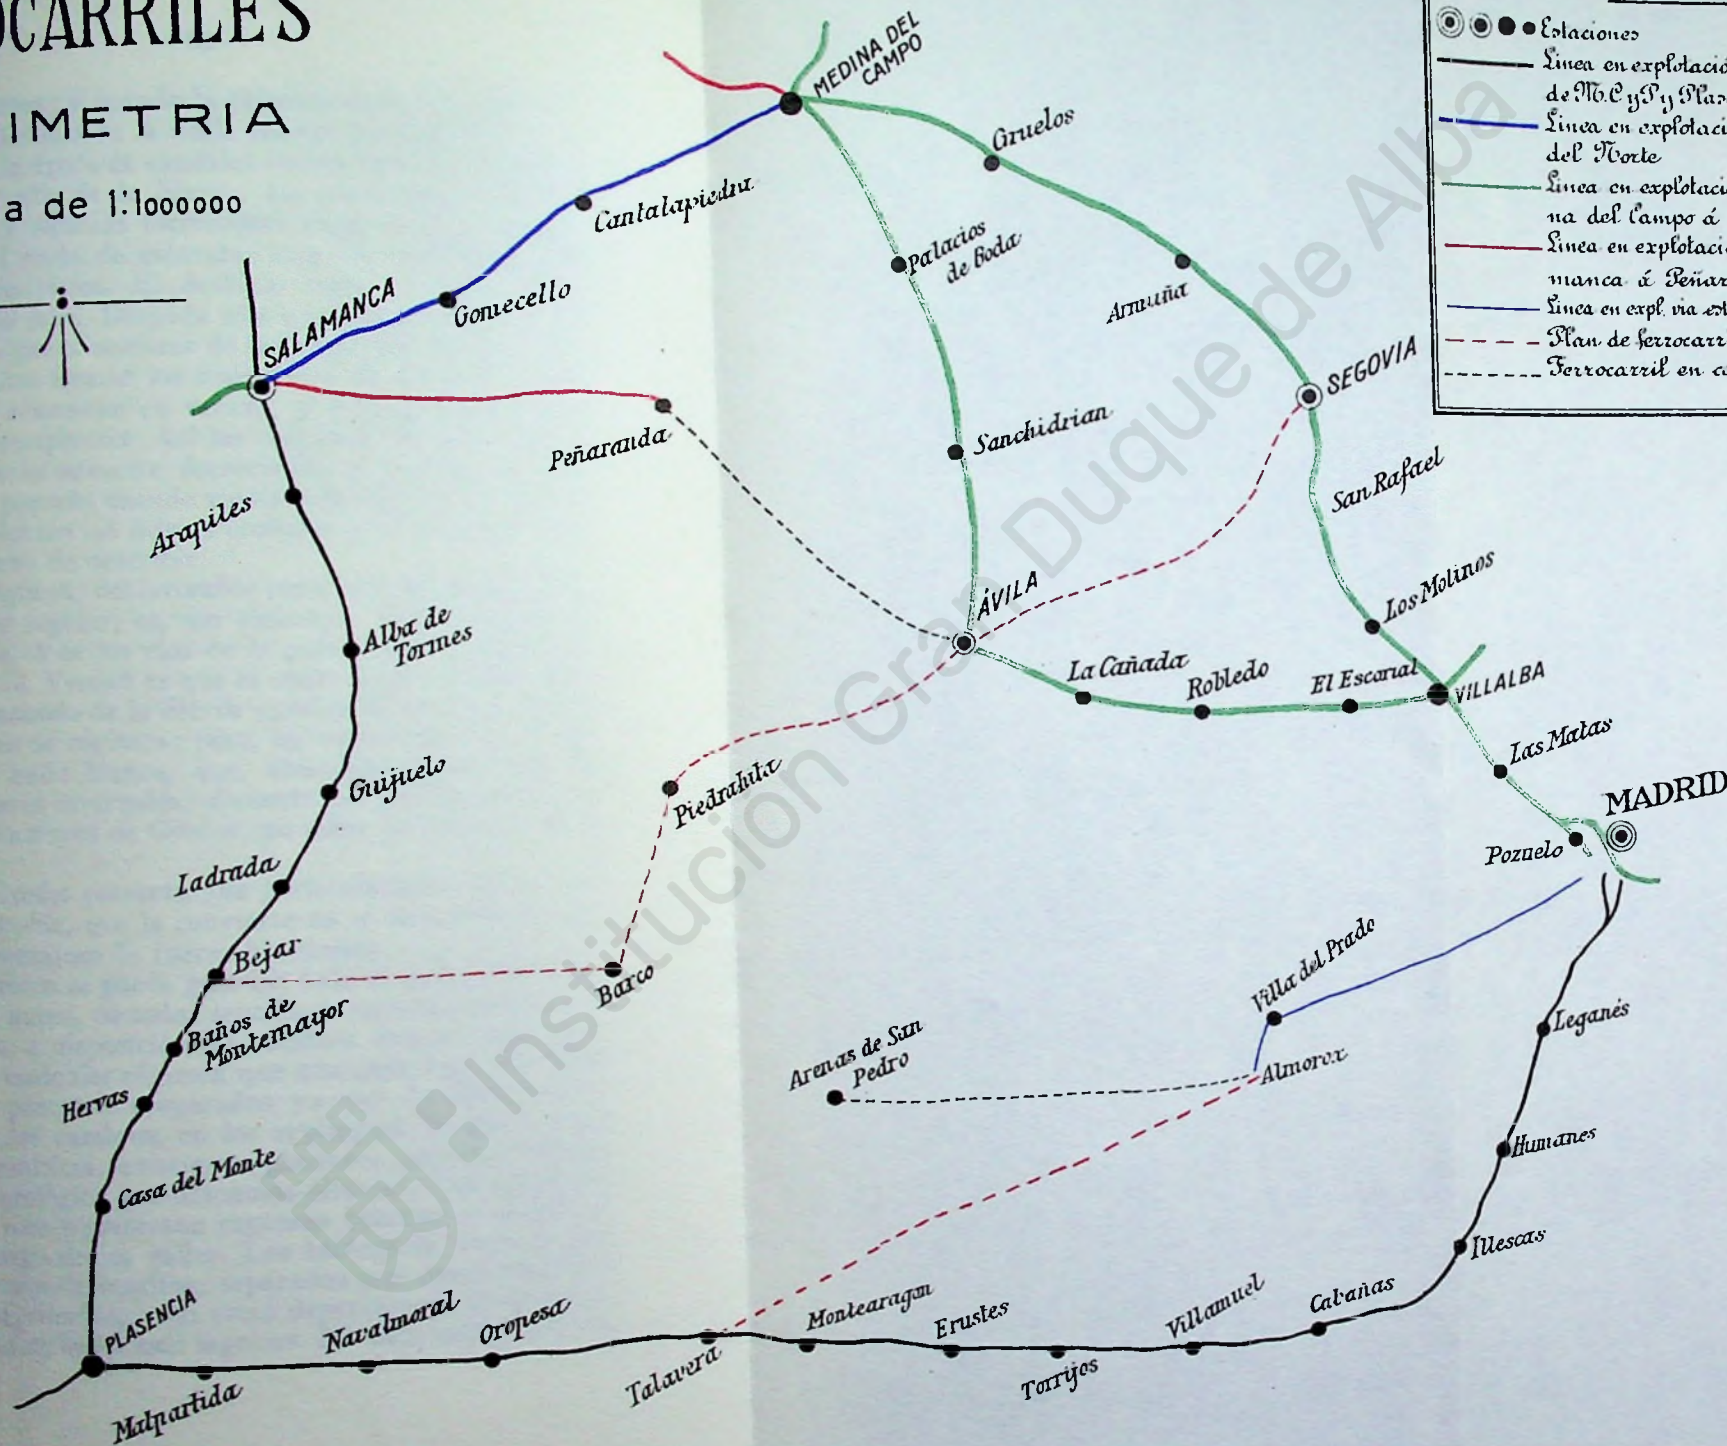 OCARRILES
IMETRIA
a de 1:1000000
Estaciones
Linea en explotació
de M.C y P y Plas
Linea en explotaci
del Norte
Linea en explotaci
na del Campo á
Linea en explotaci
manca á Peñar
Linea en expl. via est
Plan de ferrocarr
Ferrocarril en co
MEDINA DEL
CAMPO
Gruelos
Cantalapiedra
Palacios
de Goda
Armuña
Gomecello
SALAMANCA
SEGOVIA
Peñaranda
Sanchidrian
San Rafael
Arapiles
Los Molinos
ÁVILA
Alba de
Tormes
La Cañada
Robledo
El Escorial
VILLALBA
Las Matas
Guijuelo
Piedrahita
MADRID
Pozuelo
Ladrada
Bejar
Barco
Villa del Prado
Baños de
Montemayor
Leganés
Arenas de San
Pedro
Almorox
Hervas
Humanes
Casa del Monte
Illescas
PLASENCIA
Navalmoral
Oropesa
Montearagon
Erustes
Villamuel
Cabañas
Malpartida
Talavera
Torrijos
Institucion Gran Duque de Alba